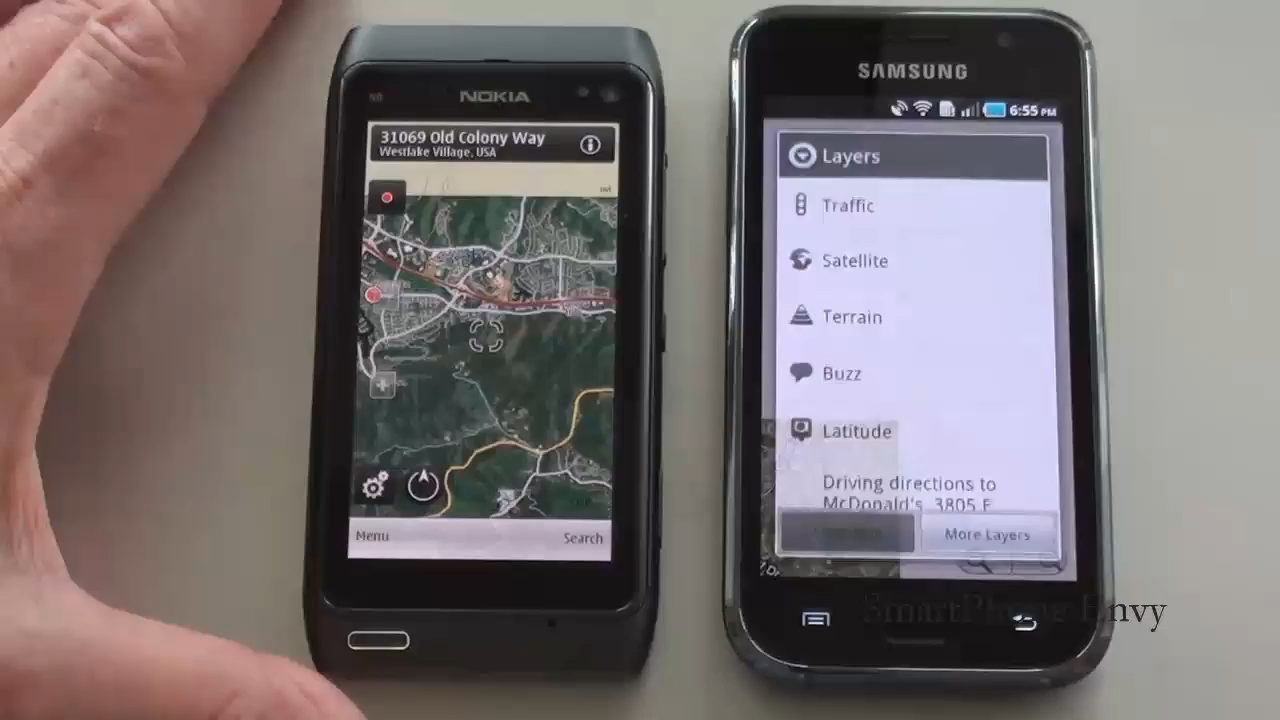 NOKIA
31069 Old Colony Way
Westlake Village, USA
Menu
Search
SAMSUNG
6:55 PM
Layers
Traffic
Satellite
Terrain
Buzz
Latitude
Driving directions to
McDonald's, 3805 E
More Layers
SmartPhone Envy